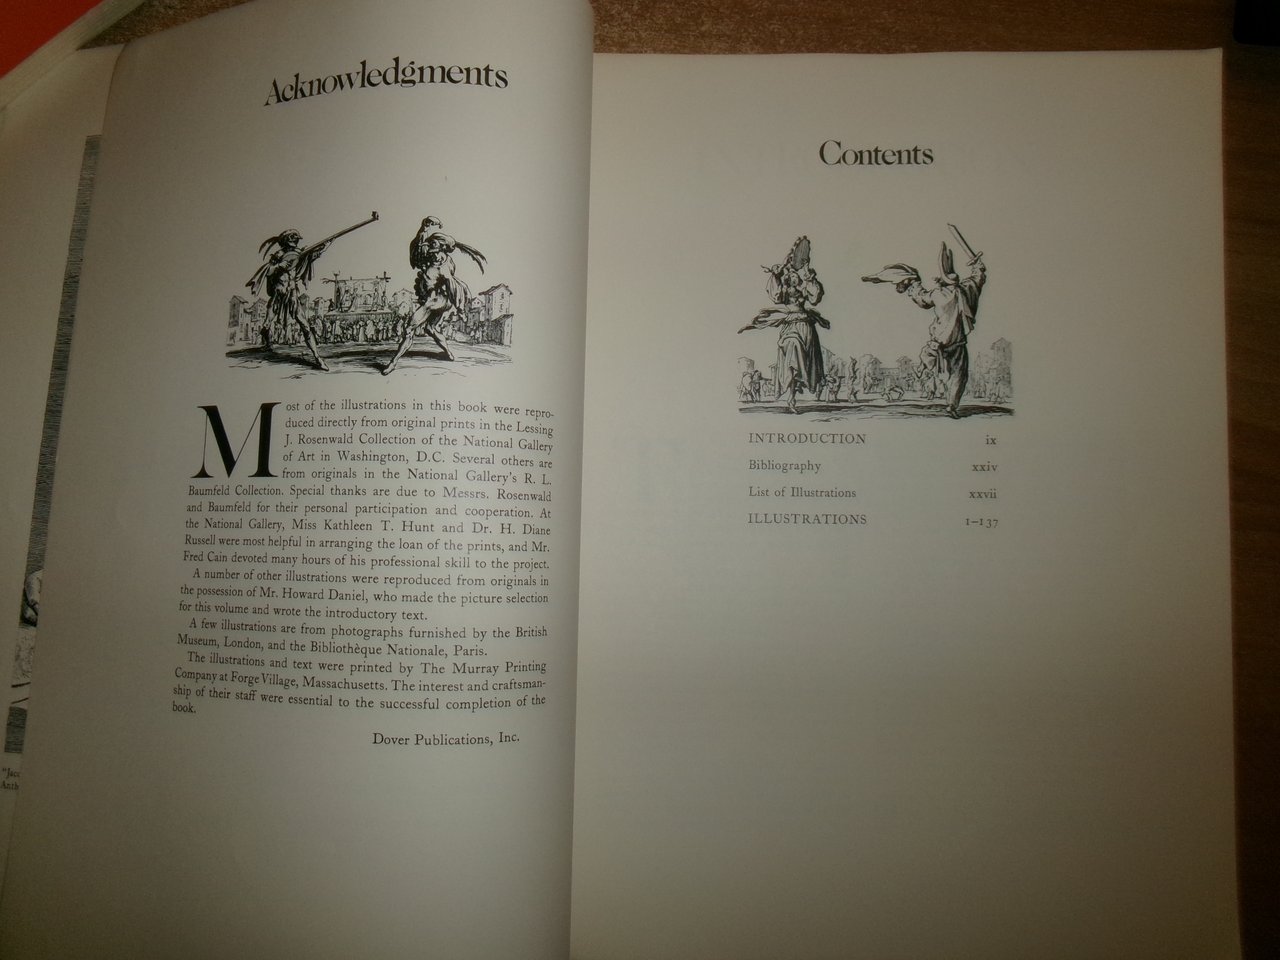 Acknowledgments
Most of the illustrations in this book were repro-
duced directly from original prints in the Lessing
J. Rosenwald Collection of the National Gallery
of Art in Washington, D.C. Several others are
from originals in the National Gallery's R. L.
Baumfeld Collection. Special thanks are due to Messrs. Rosenwald
and Baumfeld for their personal participation and cooperation. At
the National Gallery, Miss Kathleen T. Hunt and Dr. H. Diane
Russell were most helpful in arranging the loan of the prints, and Mr.
Fred Cain devoted many hours of his professional skill to the project.
A number of other illustrations were reproduced from originals in
the possession of Mr. Howard Daniel, who made the picture selection
for this volume and wrote the introductory text.
A few illustrations are from photographs furnished by the British
Museum, London, and the Bibliothèque Nationale, Paris.
The illustrations and text were printed by The Murray Printing
Company at Forge Village, Massachusetts. The interest and craftsman-
ship of their staff were essential to the successful completion of the
book.
Dover Publications, Inc.
Contents
INTRODUCTION ix
Bibliography xxiv
List of Illustrations xxvii
ILLUSTRATIONS 1–137